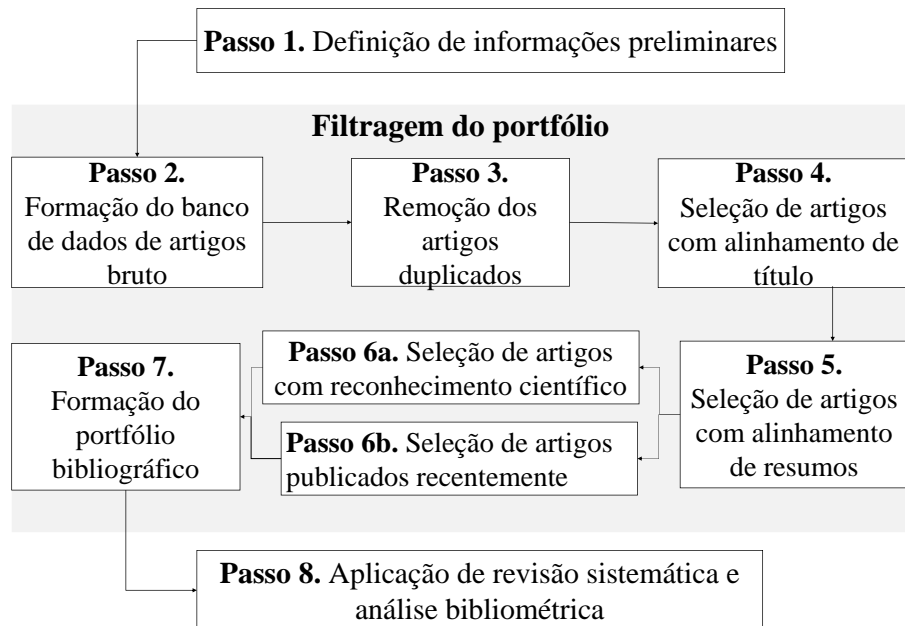 Passo 1. Definição de informações preliminares
Filtragem do portfólio
Passo 2.
Formação do banco
de dados de artigos
bruto
Passo 3.
Remoção dos
artigos
duplicados
Passo 4.
Seleção de artigos
com alinhamento de
título
Passo 5.
Seleção de artigos
com alinhamento
de resumos
Passo 6a. Seleção de artigos
com reconhecimento científico
Passo 6b. Seleção de artigos
publicados recentemente
Passo 7.
Formação do
portfólio
bibliográfico
Passo 8. Aplicação de revisão sistemática e
análise bibliométrica